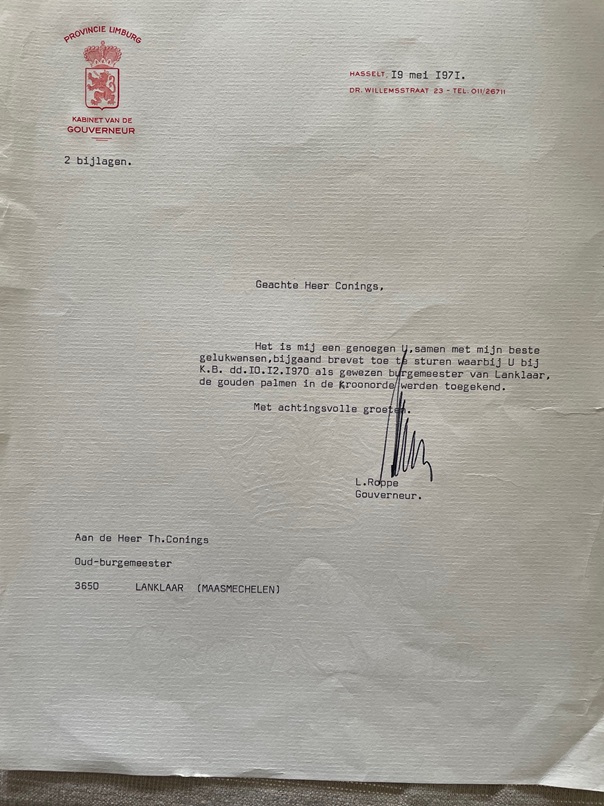 PROVINCIE LIMBURG
KABINET VAN DE
GOUVERNEUR
HASSELT, I9 mei I97I.
DR. WILLEMSSTRAAT 23 - TEL. 011/26711
2 bijlagen.
Geachte Heer Conings,
Het is mij een genoegen U,samen met mijn beste
gelukwensen,bijgaand brevet toe te sturen waarbij U bij
K.B. dd.I0.I2.I970 als gewezen burgemeester van Lanklaar,
de gouden palmen in de Kroonorde werden toegekend.
Met achtingsvolle groeten.
L.Roppe
Gouverneur.
Aan de Heer Th.Conings
Oud-burgemeester
3650 LANKLAAR (MAASMECHELEN)
CROWN